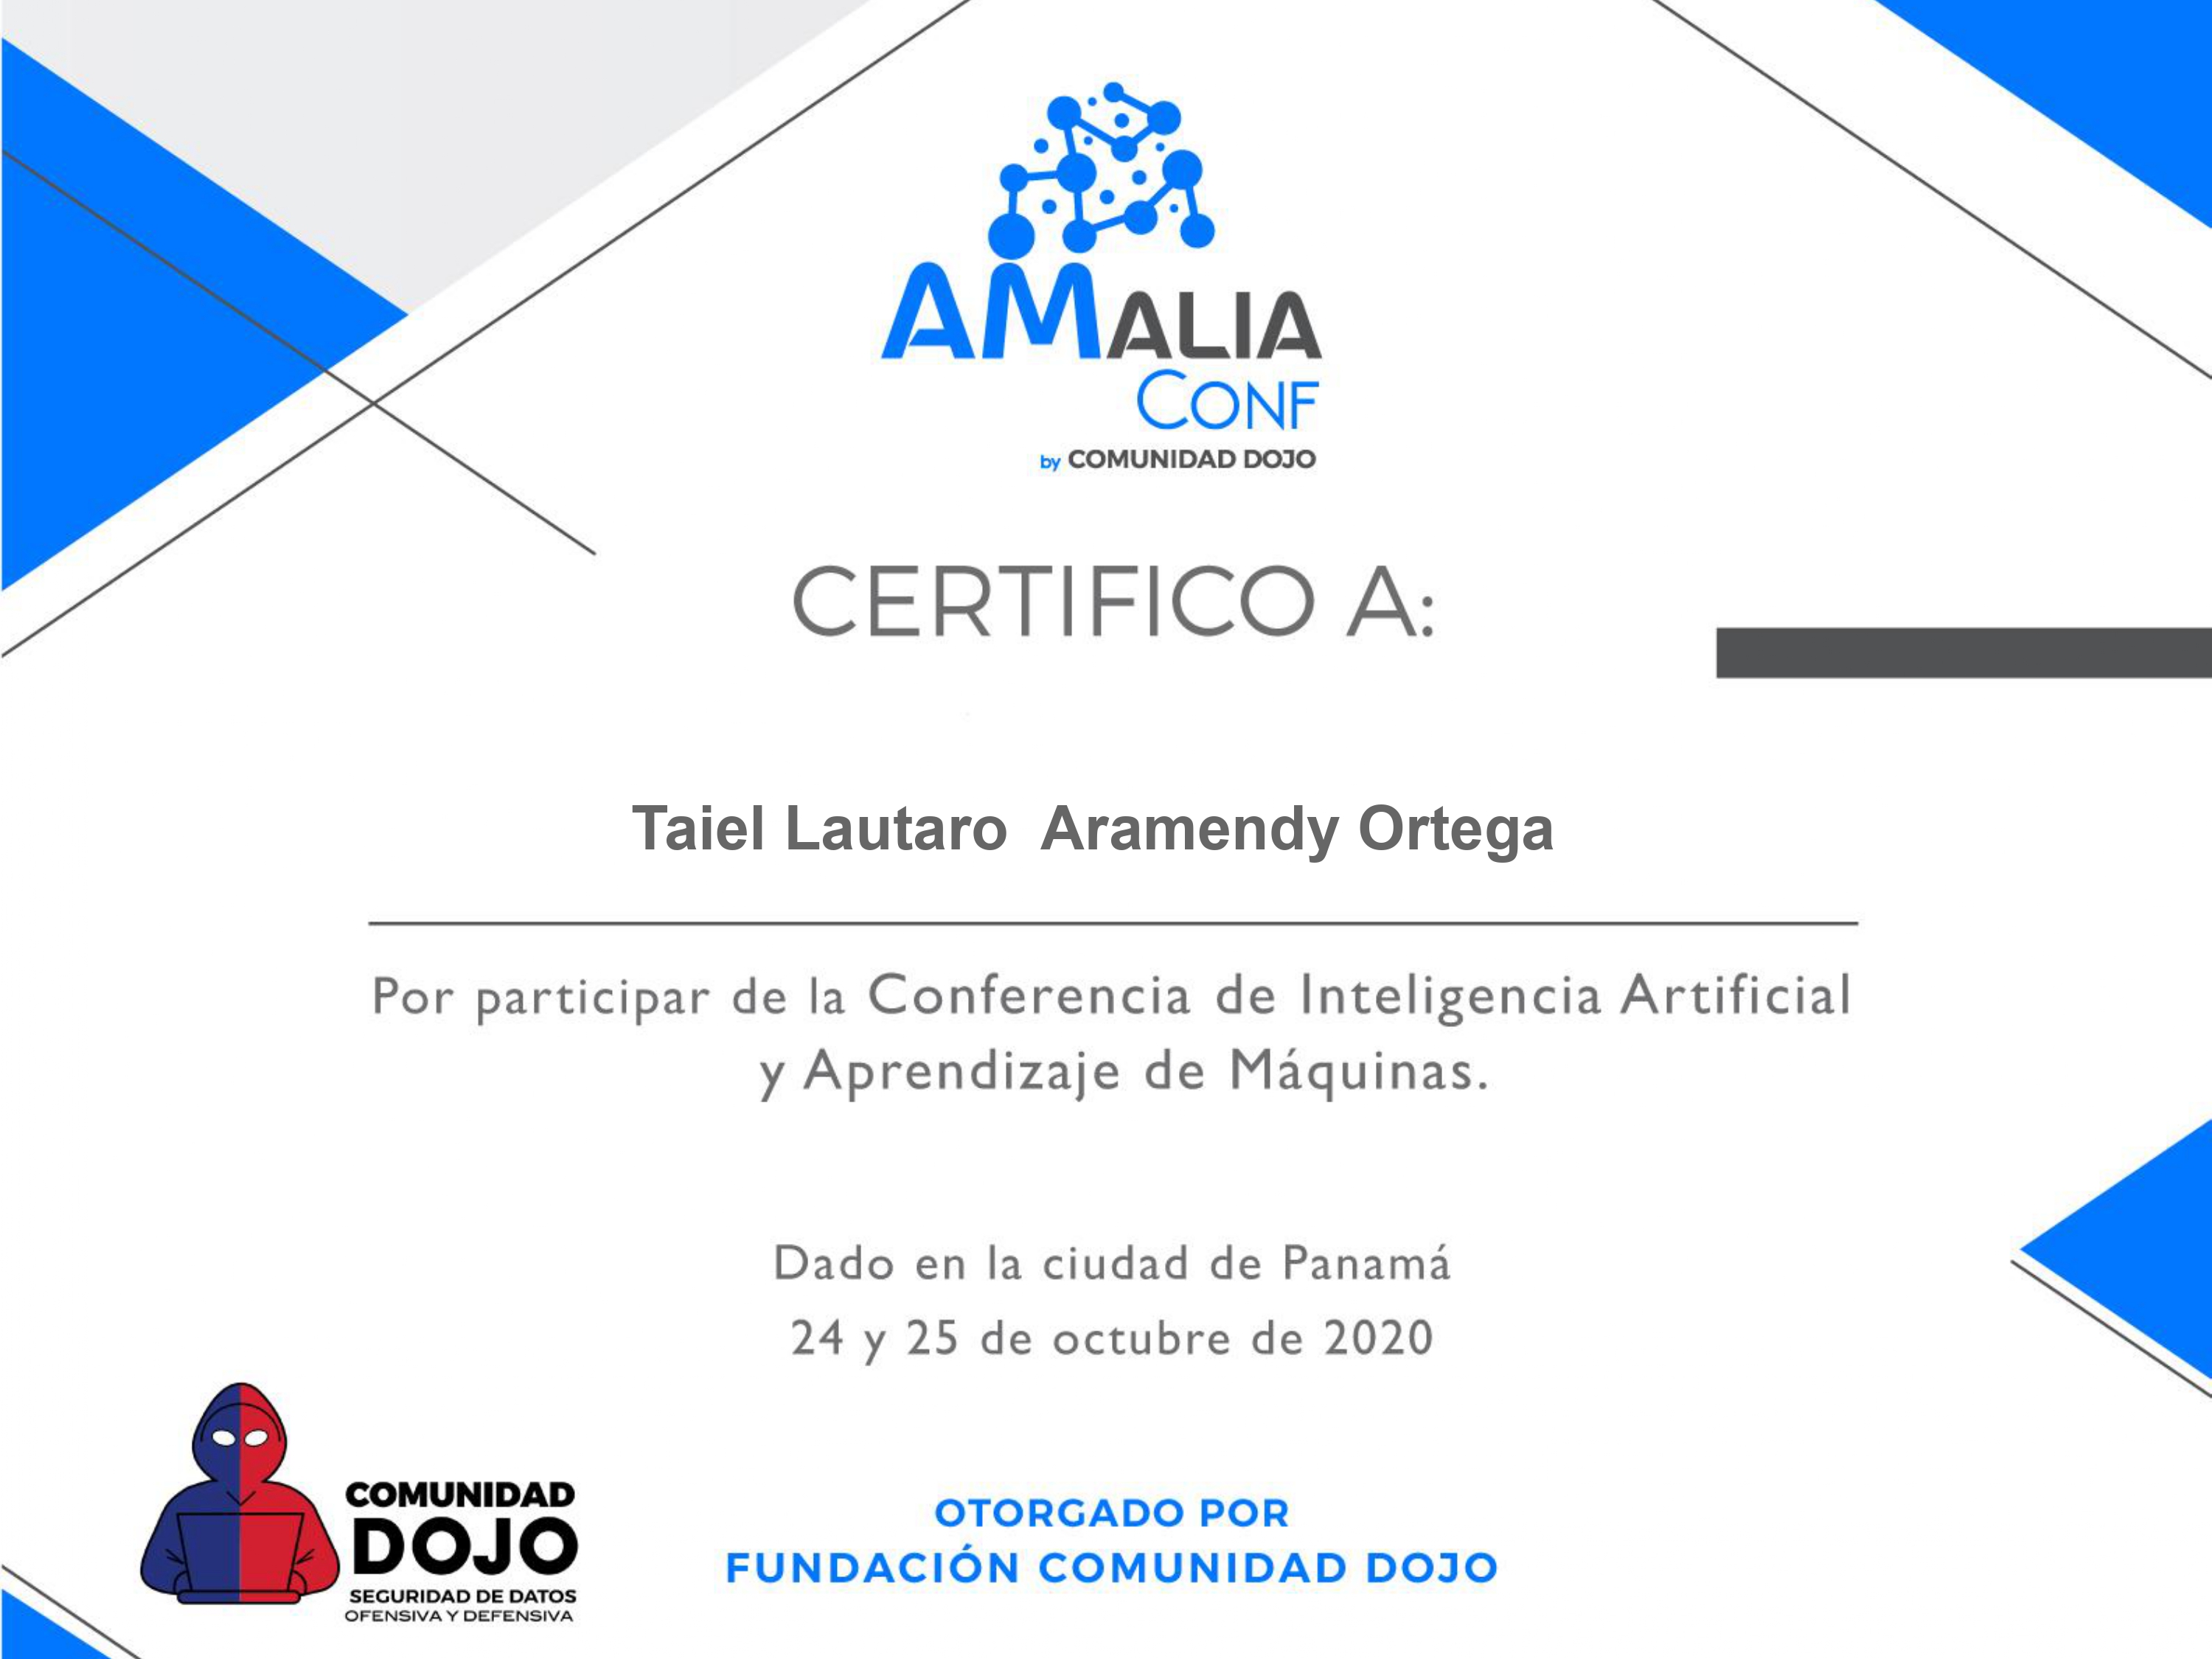 AMALIA
CONF
by COMUNIDAD DOJO
CERTIFICO A:
Taiel Lautaro  Aramendy Ortega
Por participar de la Conferencia de Inteligencia Artificial
y Aprendizaje de Máquinas.
Dado en la ciudad de Panamá
24 y 25 de octubre de 2020
COMUNIDAD
DOJO
SEGURIDAD DE DATOS
OFENSIVA Y DEFENSIVA
OTORGADO POR
FUNDACIÓN COMUNIDAD DOJO